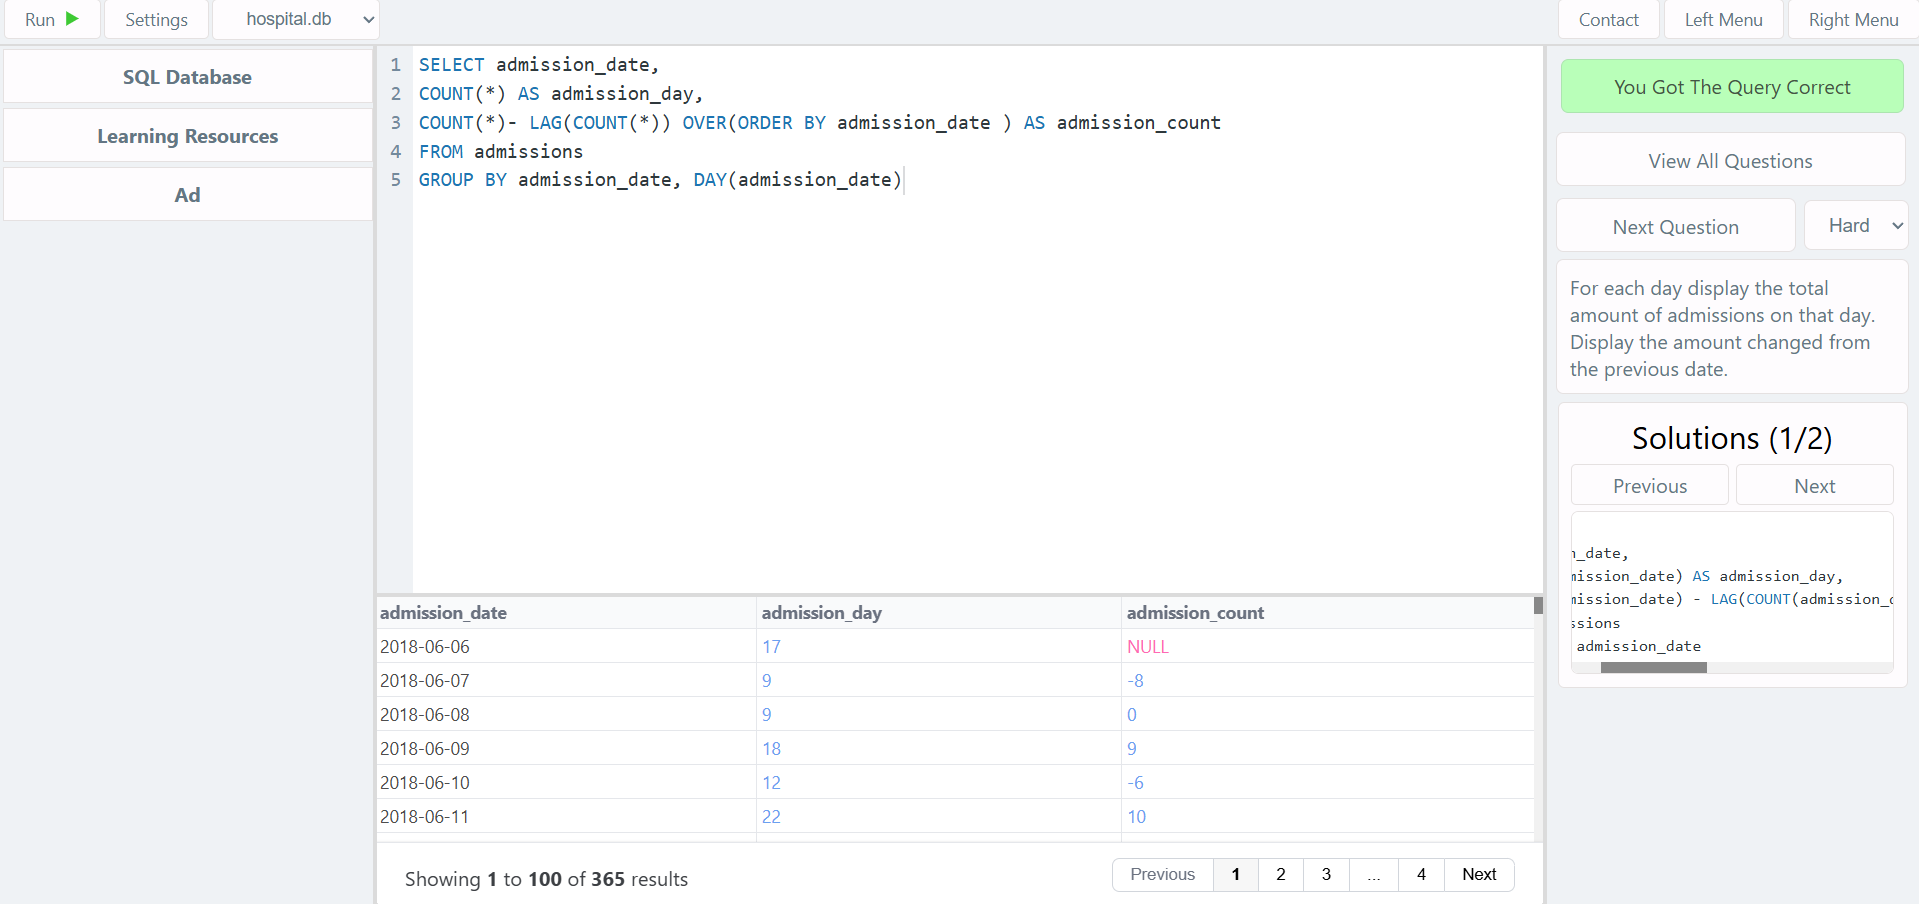 Run
Settings
hospital.db
Contact
Left Menu
Right Menu
SQL Database
Learning Resources
Ad
1 SELECT admission_date,
2 COUNT(*) AS admission_day,
3 COUNT(*)- LAG(COUNT(*)) OVER(ORDER BY admission_date ) AS admission_count
4 FROM admissions
5 GROUP BY admission_date, DAY(admission_date)
admission_date admission_day admission_count
2018-06-06 17 NULL
2018-06-07 9 -8
2018-06-08 9 0
2018-06-09 18 9
2018-06-10 12 -6
2018-06-11 22 10
Showing 1 to 100 of 365 results
Previous 1 2 3 ... 4 Next
You Got The Query Correct
View All Questions
Next Question
Hard
For each day display the total
amount of admissions on that day.
Display the amount changed from
the previous date.
Solutions (1/2)
Previous Next
_date,
mission_date) AS admission_day,
mission_date) - LAG(COUNT(admission_
ssions
admission_date